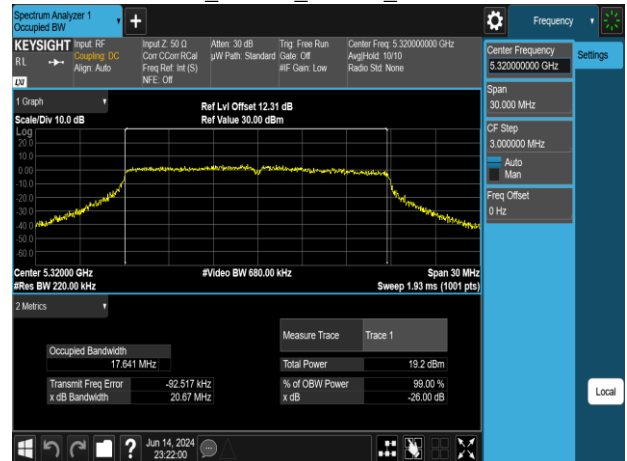 Spectrum Analyzer 1
Occupied BW
Frequency
KEYSIGHT
Input: RF
Coupling: DC
Align: Auto
R L
LXI
Input Z: 50 Ω
Corr CCorr RCal
Freq Ref: Int (S)
NFE: Off
Atten: 30 dB
µW Path: Standard
Trig: Free Run
Gate: Off
#IF Gain: Low
Center Freq: 5.320000000 GHz
Avg|Hold: 10/10
Radio Std: None
Center Frequency
5.320000000 GHz
Settings
Span
30.000 MHz
CF Step
3.000000 MHz
Auto
Man
Freq Offset
0 Hz
1 Graph
Scale/Div 10.0 dB
Ref Lvl Offset 12.31 dB
Ref Value 30.00 dBm
Log
20.0
10.0
0.00
-10.0
-20.0
-30.0
-40.0
-50.0
-60.0
Center 5.32000 GHz
#Video BW 680.00 kHz
Span 30 MHz
#Res BW 220.00 kHz
Sweep 1.93 ms (1001 pts)
2 Metrics
Measure Trace
Trace 1
Occupied Bandwidth
17.641 MHz
Total Power
19.2 dBm
Transmit Freq Error
-92.517 kHz
% of OBW Power
99.00 %
x dB Bandwidth
20.67 MHz
x dB
-26.00 dB
Local
?
Jun 14, 2024
23:22:00